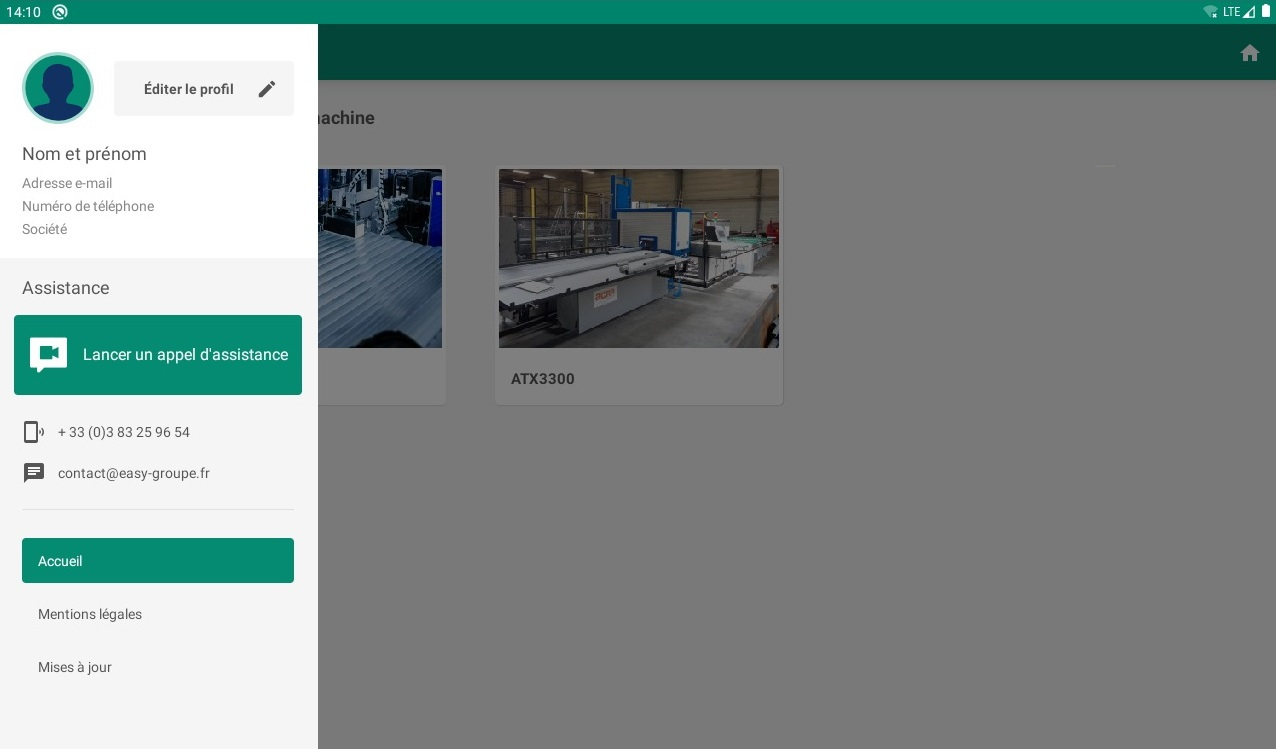 14:10
LTE
Éditer le profil
Nom et prénom
Adresse e-mail
Numéro de téléphone
Société
Assistance
Lancer un appel d'assistance
+ 33 (0)3 83 25 96 54
contact@easy-groupe.fr
Accueil
Mentions légales
Mises à jour
machine
ATX3300